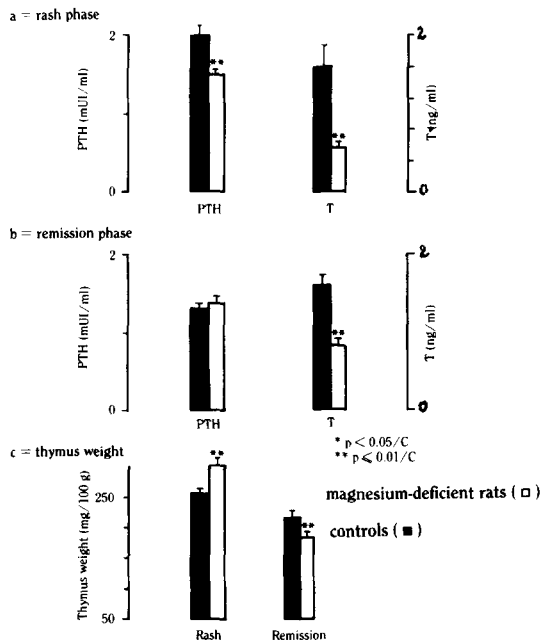 a = rash phase
2
2
**
**
PTH (mUI/ml)
T (ng/ml)
0
0
PTH
T
b = remission phase
2
2
**
PTH (mUI/ml)
T (ng/ml)
0
0
PTH
T
* p < 0.05/C
** p ⩽ 0.01/C
c = thymus weight
**
250
magnesium-deficient rats ( □ )
**
controls ( ■ )
Thymus weight (mg/100 g)
50
Rash
Remission